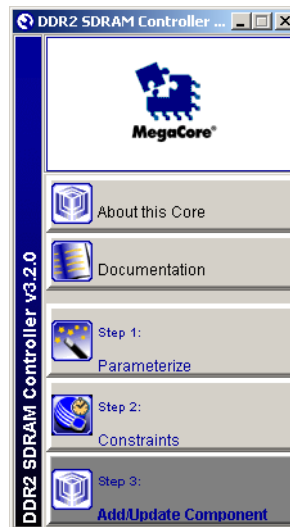 DDR2 SDRAM Controller ...
MegaCore®
DDR2 SDRAM Controller v3.2.0
About this Core
Documentation
Step 1:
Parameterize
Step 2:
Constraints
Step 3:
Add/Update Component